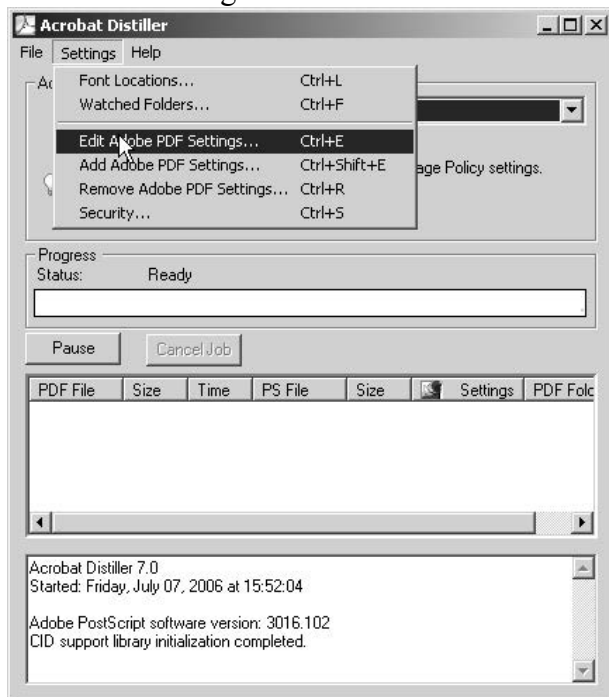 Acrobat Distiller
File Settings Help
Font Locations... Ctrl+L
Watched Folders... Ctrl+F
Edit Adobe PDF Settings... Ctrl+E
Add Adobe PDF Settings... Ctrl+Shift+E
age Policy settings.
Remove Adobe PDF Settings... Ctrl+R
Security... Ctrl+S
Progress
Status: Ready
Pause Cancel Job
PDF File Size Time PS File Size Settings PDF Folc
Acrobat Distiller 7.0
Started: Friday, July 07, 2006 at 15:52:04
Adobe PostScript software version: 3016.102
CID support library initialization completed.